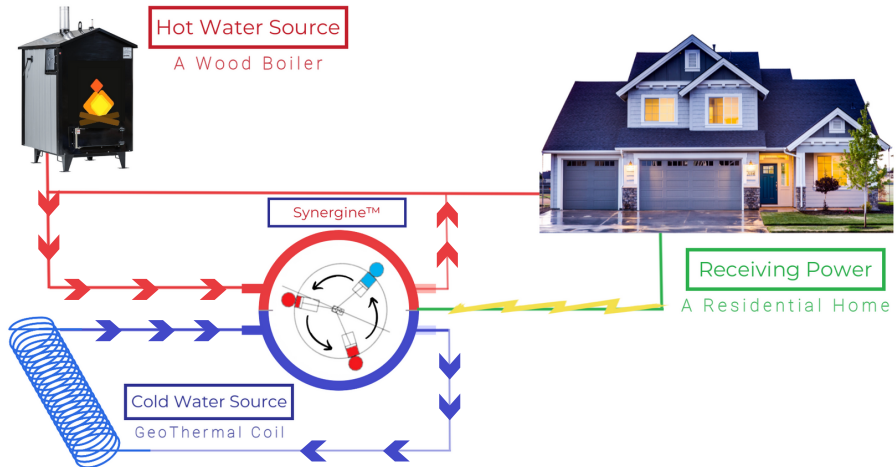 Hot Water Source
A Wood Boiler
Synergine™
Receiving Power
A Residential Home
Cold Water Source
GeoThermal Coil